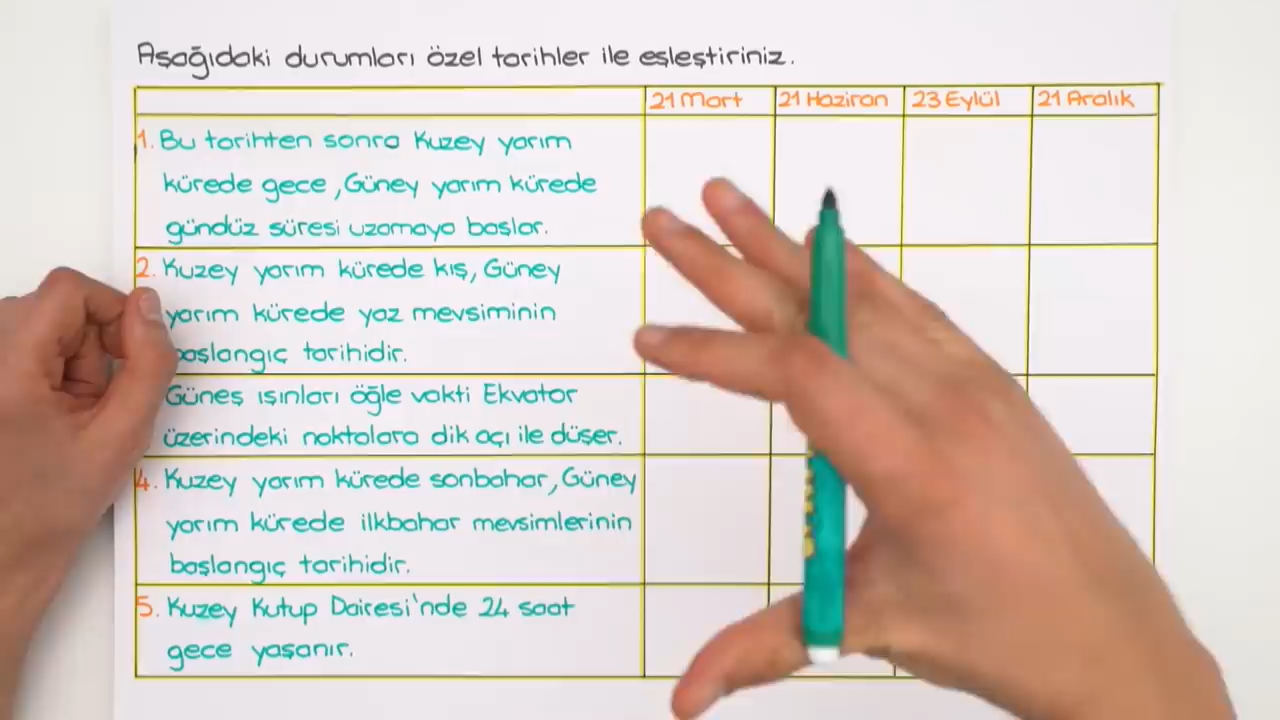 Aşağıdaki durumları özel tarihler ile eşleştiriniz.
21 Mart 21 Haziran 23 Eylül 21 Aralık
1. Bu tarihten sonra Kuzey yarım
kürede gece, Güney yarım kürede
gündüz süresi uzamaya başlar.
2. Kuzey yarım kürede kış, Güney
yarım kürede yaz mevsiminin
başlangıç tarihidir.
Güneş ışınları öğle vakti Ekvator
üzerindeki noktalara dik açı ile düşer.
4. Kuzey yarım kürede sonbahar, Güney
yarım kürede ilkbahar mevsimlerinin
başlangıç tarihidir.
5. Kuzey Kutup Dairesi'nde 24 saat
gece yaşanır.